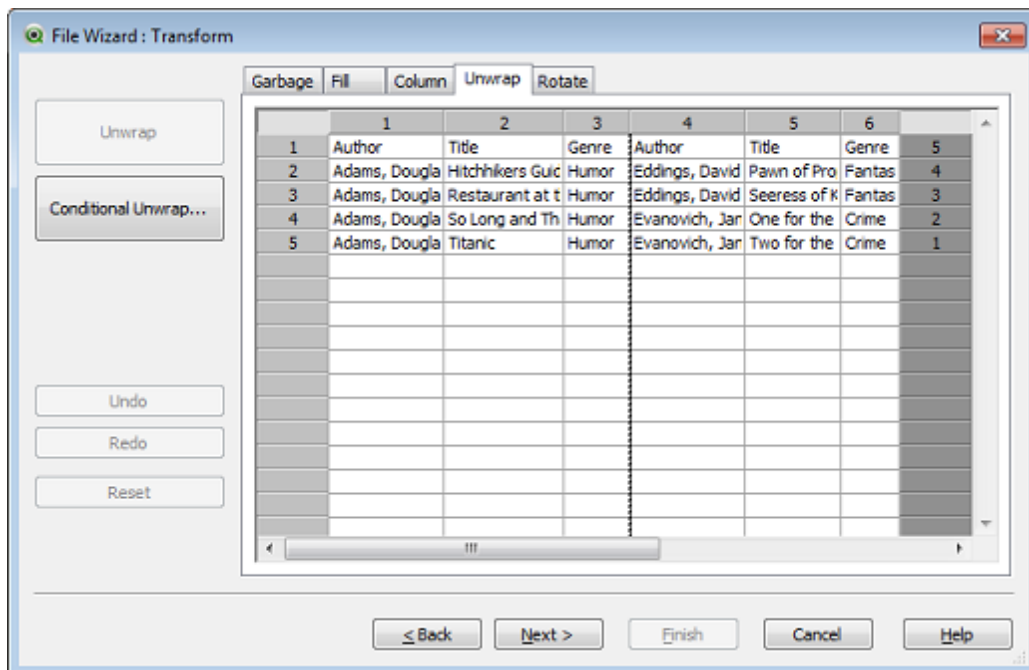 File Wizard : Transform
Garbage Fill Column Unwrap Rotate
Unwrap
Conditional Unwrap...
Undo
Redo
Reset
1 2 3 4 5 6
1 Author Title Genre Author Title Genre 5
2 Adams, Dougla Hitchhikers Guid Humor Eddings, David Pawn of Pro Fantas 4
3 Adams, Dougla Restaurant at t Humor Eddings, David Seeress of K Fantas 3
4 Adams, Dougla So Long and Th Humor Evanovich, Jan One for the Crime 2
5 Adams, Dougla Titanic Humor Evanovich, Jan Two for the Crime 1
< Back Next > Finish Cancel Help